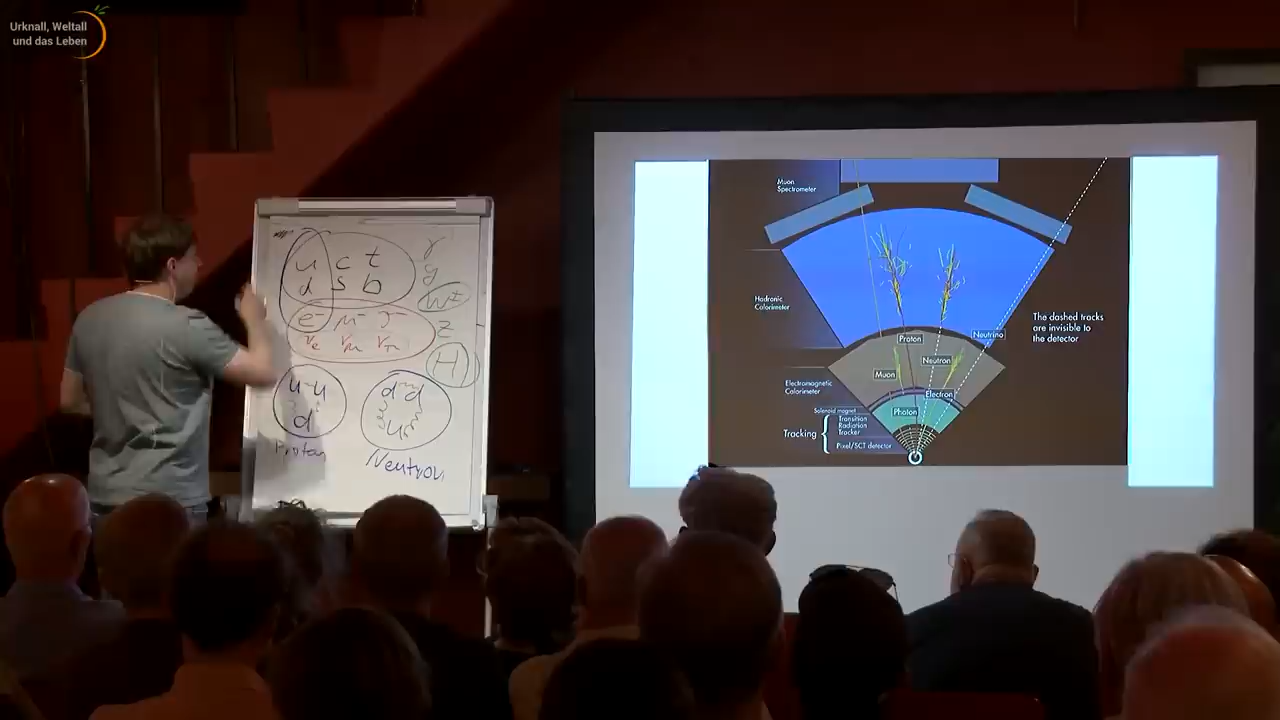 Urknall, Weltall
und das Leben
u c t γ
d s b g
W±
e⁻ μ⁻ τ⁻ Z
νe νμ ντ
H
u u d d
d u
Proton
Neutron
Muon
Spectrometer
Hadronic
Calorimeter
The dashed tracks
are invisible to
the detector
Neutrino
Proton
Neutron
Muon
Electromagnetic
Calorimeter
Electron
Solenoid magnet
Photon
Tracking
Transition
Radiation
Tracker
Pixel/SCT detector